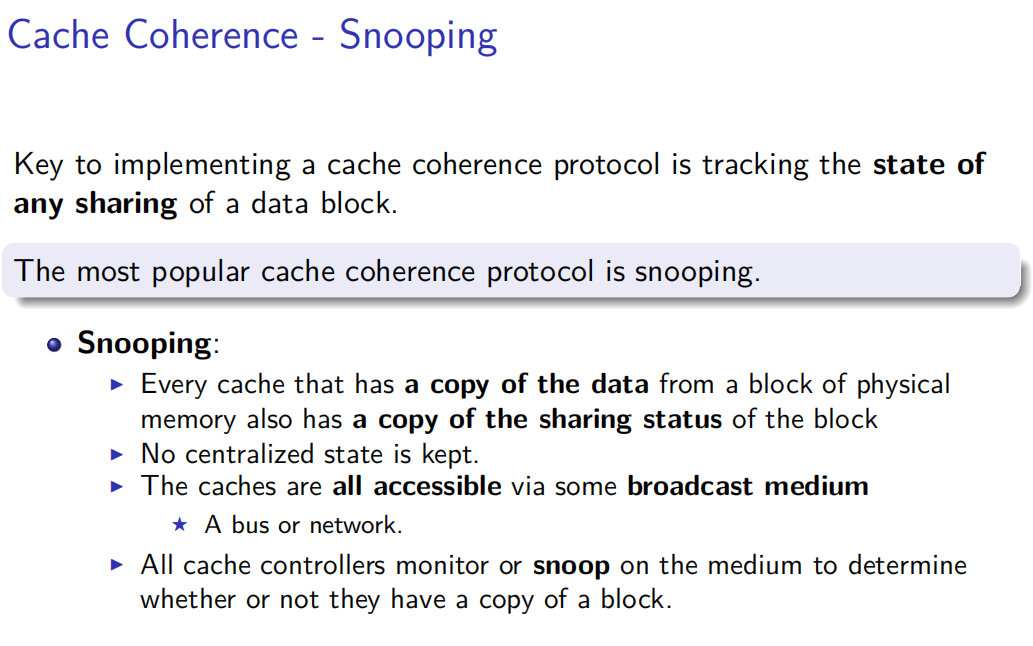 Cache Coherence - Snooping
Key to implementing a cache coherence protocol is tracking the state of
any sharing of a data block.
The most popular cache coherence protocol is snooping.
Snooping:
Every cache that has a copy of the data from a block of physical
memory also has a copy of the sharing status of the block
No centralized state is kept.
The caches are all accessible via some broadcast medium
A bus or network.
All cache controllers monitor or snoop on the medium to determine
whether or not they have a copy of a block.